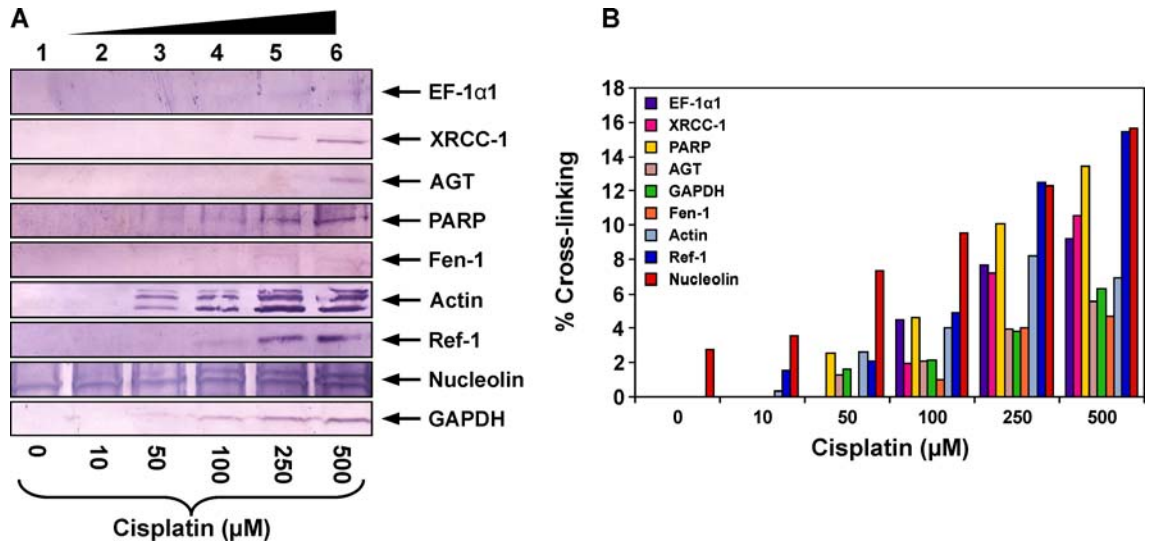 A
1 2 3 4 5 6
EF-1α1
XRCC-1
AGT
PARP
Fen-1
Actin
Ref-1
Nucleolin
GAPDH
0 10 50 100 250 500
Cisplatin (µM)
B
% Cross-linking
18
16
14
12
10
8
6
4
2
0
EF-1α1
XRCC-1
PARP
AGT
GAPDH
Fen-1
Actin
Ref-1
Nucleolin
0 10 50 100 250 500
Cisplatin (µM)